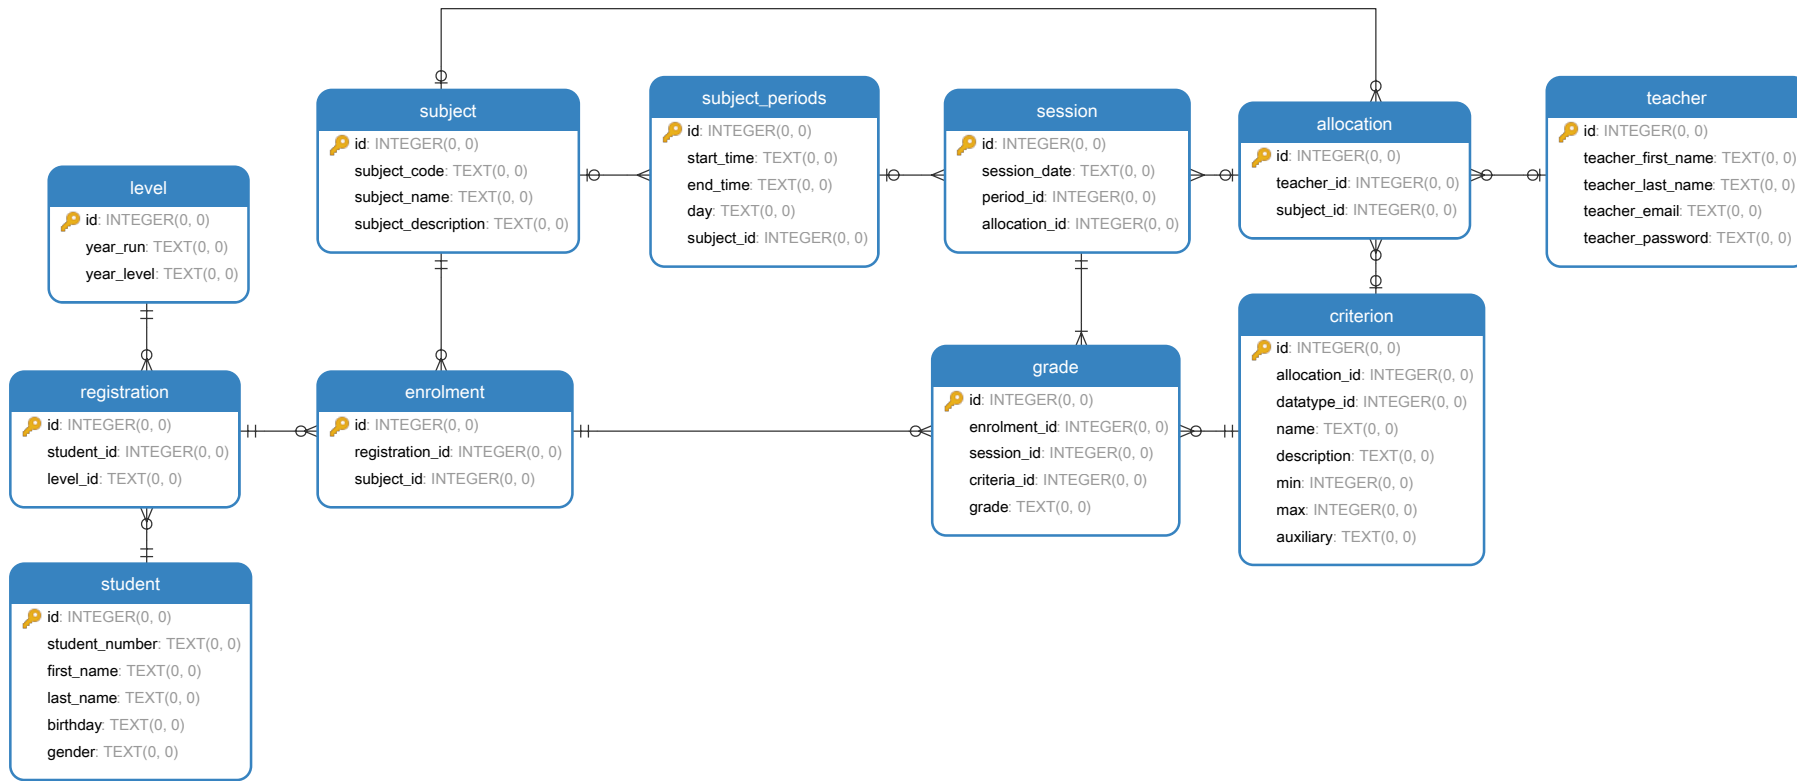 subject
id: INTEGER(0, 0)
subject_code: TEXT(0, 0)
subject_name: TEXT(0, 0)
subject_description: TEXT(0, 0)
subject_periods
id: INTEGER(0, 0)
start_time: TEXT(0, 0)
end_time: TEXT(0, 0)
day: TEXT(0, 0)
subject_id: INTEGER(0, 0)
session
id: INTEGER(0, 0)
session_date: TEXT(0, 0)
period_id: INTEGER(0, 0)
allocation_id: INTEGER(0, 0)
allocation
id: INTEGER(0, 0)
teacher_id: INTEGER(0, 0)
subject_id: INTEGER(0, 0)
teacher
id: INTEGER(0, 0)
teacher_first_name: TEXT(0, 0)
teacher_last_name: TEXT(0, 0)
teacher_email: TEXT(0, 0)
teacher_password: TEXT(0, 0)
level
id: INTEGER(0, 0)
year_run: TEXT(0, 0)
year_level: TEXT(0, 0)
registration
id: INTEGER(0, 0)
student_id: INTEGER(0, 0)
level_id: TEXT(0, 0)
enrolment
id: INTEGER(0, 0)
registration_id: INTEGER(0, 0)
subject_id: INTEGER(0, 0)
grade
id: INTEGER(0, 0)
enrolment_id: INTEGER(0, 0)
session_id: INTEGER(0, 0)
criteria_id: INTEGER(0, 0)
grade: TEXT(0, 0)
criterion
id: INTEGER(0, 0)
allocation_id: INTEGER(0, 0)
datatype_id: INTEGER(0, 0)
name: TEXT(0, 0)
description: TEXT(0, 0)
min: INTEGER(0, 0)
max: INTEGER(0, 0)
auxiliary: TEXT(0, 0)
student
id: INTEGER(0, 0)
student_number: TEXT(0, 0)
first_name: TEXT(0, 0)
last_name: TEXT(0, 0)
birthday: TEXT(0, 0)
gender: TEXT(0, 0)